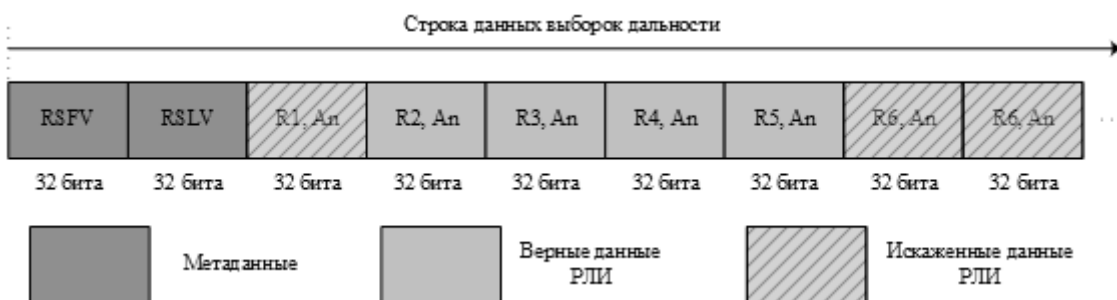 Строка данных выборок дальности
RSFV RSLV R1, An R2, An R3, An R4, An R5, An R6, An R6, An
32 бита 32 бита 32 бита 32 бита 32 бита 32 бита 32 бита 32 бита 32 бита
Метаданные
Верные данные
РЛИ
Искаженные данные
РЛИ